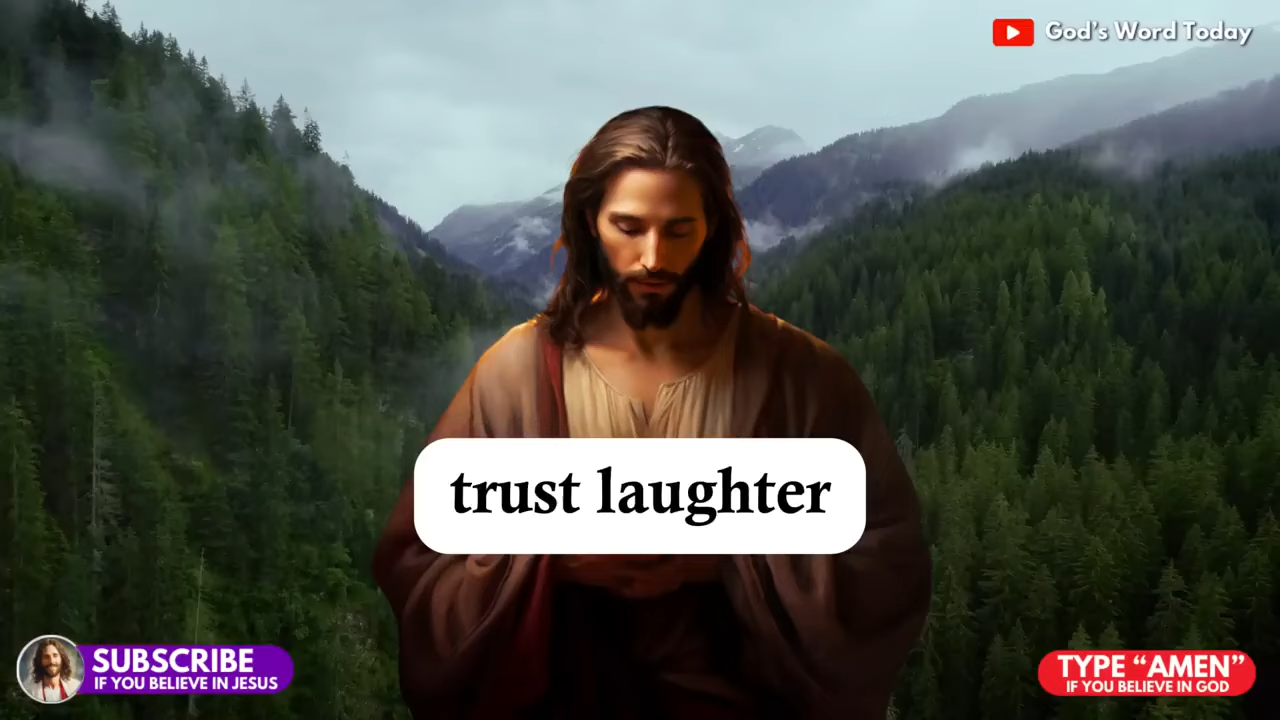 God's Word Today
trust laughter
SUBSCRIBE
IF YOU BELIEVE IN JESUS
TYPE “AMEN”
IF YOU BELIEVE IN GOD